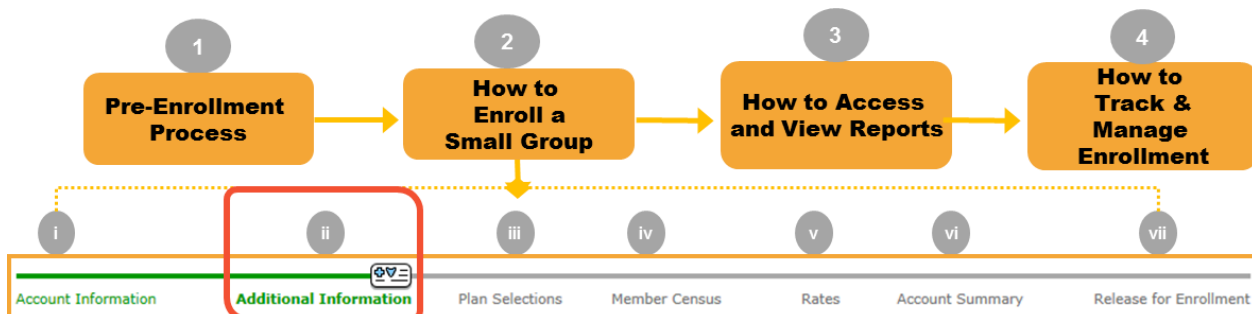 1
2
3
4
Pre-Enrollment
Process
How to
Enroll a
Small Group
How to Access
and View Reports
How to
Track &
Manage
Enrollment
i
ii
iii
iv
v
vi
vii
Account Information
Additional Information
Plan Selections
Member Census
Rates
Account Summary
Release for Enrollment